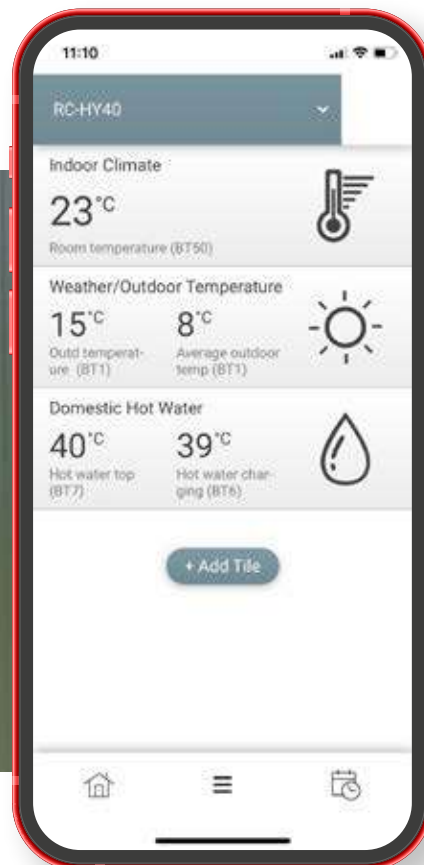 11:10
RC-HY40
Indoor Climate
23°C
Room temperature (BT50)
Weather/Outdoor Temperature
15°C 8°C
Outd temperat- Average outdoor
ure (BT1) temp (BT1)
Domestic Hot Water
40°C 39°C
Hot water top Hot water char-
(BT7) ging (BT6)
+ Add Tile